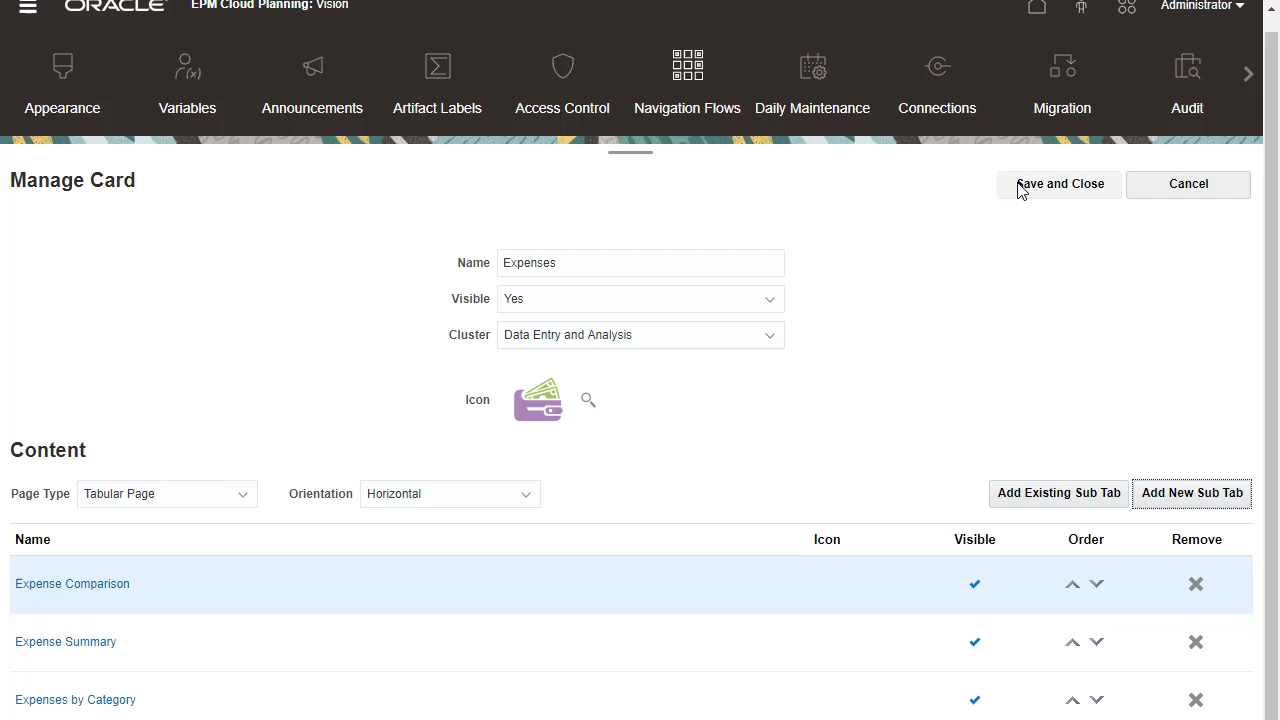 ORACLE EPM Cloud Planning: Vision Administrator
Appearance Variables Announcements Artifact Labels Access Control Navigation Flows Daily Maintenance Connections Migration Audit
Manage Card Save and Close Cancel
Name Expenses
Visible Yes
Cluster Data Entry and Analysis
Icon
Content
Page Type Tabular Page Orientation Horizontal Add Existing Sub Tab Add New Sub Tab
Name Icon Visible Order Remove
Expense Comparison
Expense Summary
Expenses by Category